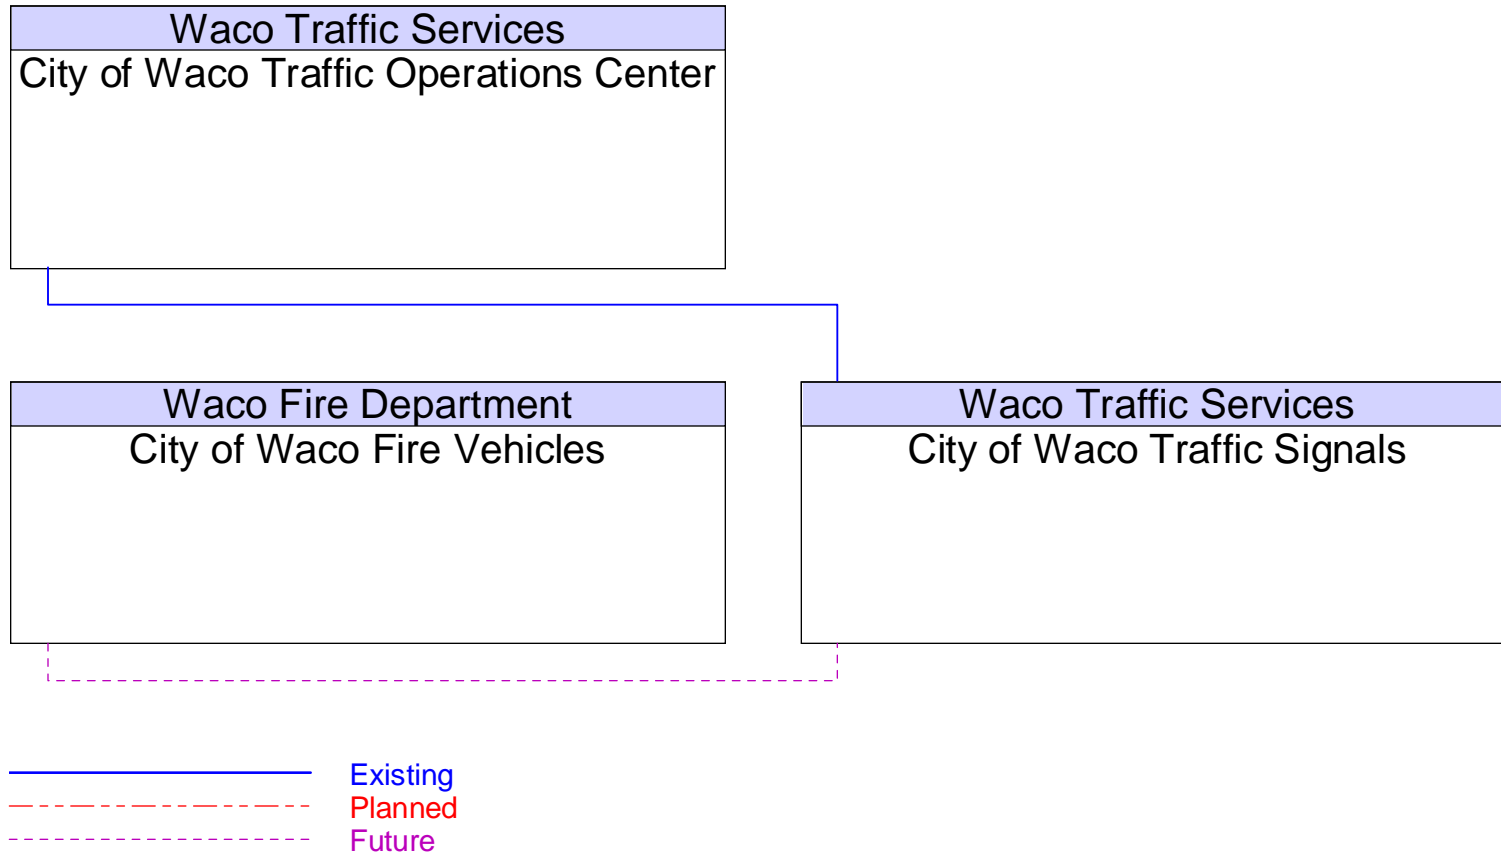 Waco Traffic Services
City of Waco Traffic Operations Center
Waco Fire Department
City of Waco Fire Vehicles
Waco Traffic Services
City of Waco Traffic Signals
Existing
Planned
Future